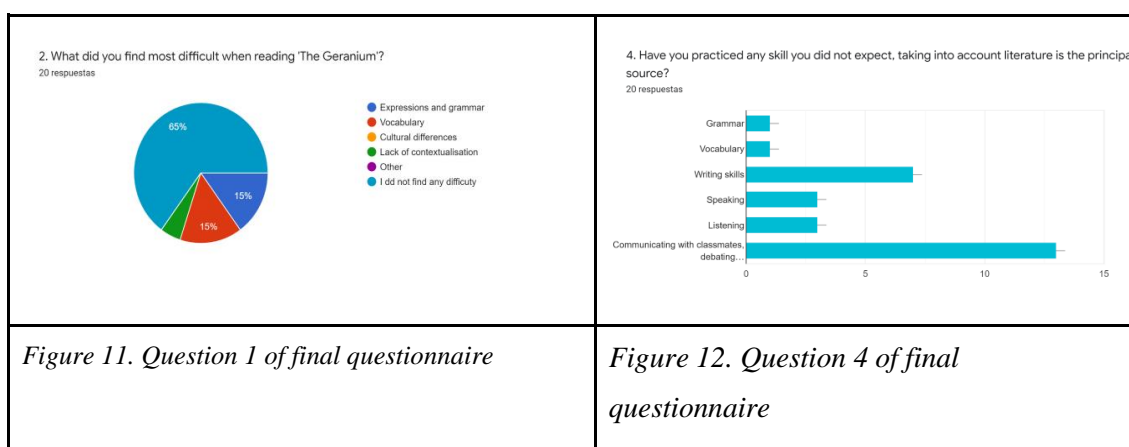 2. What did you find most difficult when reading 'The Geranium'?
20 respuestas
65%
15%
15%
Expressions and grammar
Vocabulary
Cultural differences
Lack of contextualisation
Other
I dd not find any difficuty
4. Have you practiced any skill you did not expect, taking into account literature is the principa
source?
20 respuestas
Grammar
Vocabulary
Writing skills
Speaking
Listening
Communicating with classmates,
debating...
0
5
10
15
Figure 11. Question 1 of final questionnaire
Figure 12. Question 4 of final
questionnaire